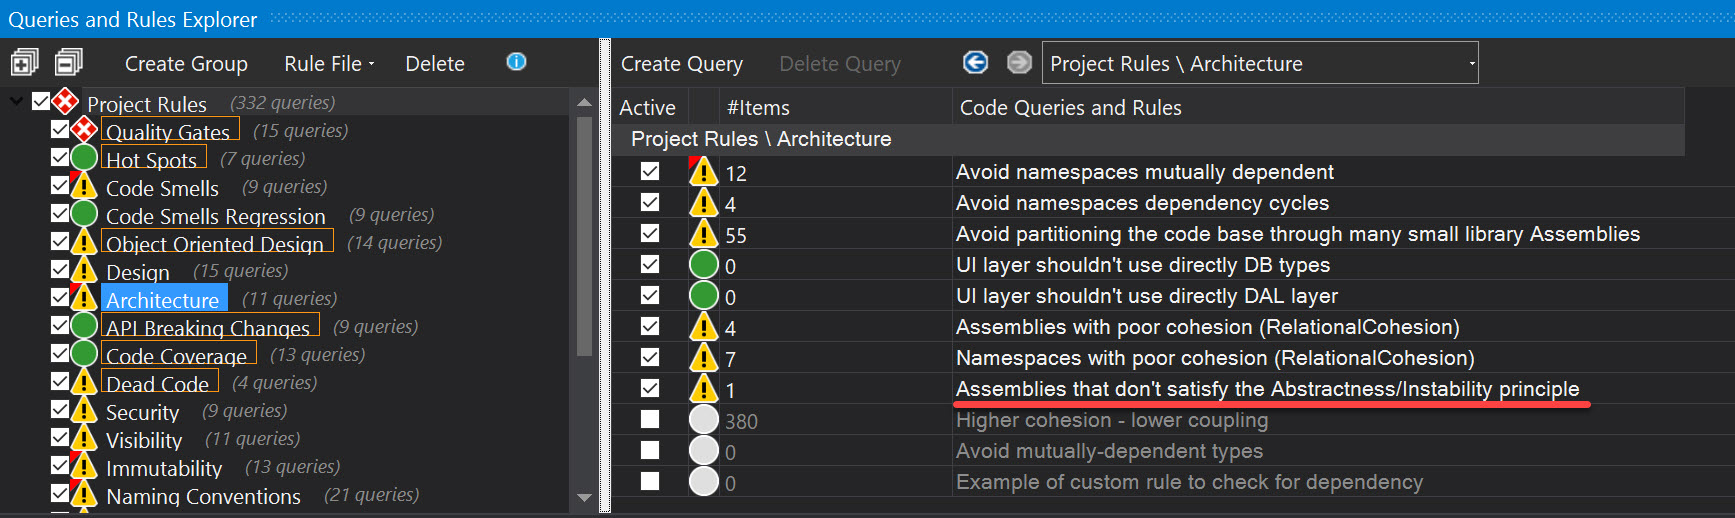 Queries and Rules Explorer
Create Group Rule File Delete
Project Rules (332 queries)
Quality Gates (15 queries)
Hot Spots (7 queries)
Code Smells (9 queries)
Code Smells Regression (9 queries)
Object Oriented Design (14 queries)
Design (15 queries)
Architecture (11 queries)
API Breaking Changes (9 queries)
Code Coverage (13 queries)
Dead Code (4 queries)
Security (9 queries)
Visibility (11 queries)
Immutability (13 queries)
Naming Conventions (21 queries)
Create Query Delete Query Project Rules \ Architecture
Active #Items Code Queries and Rules
Project Rules \ Architecture
12 Avoid namespaces mutually dependent
4 Avoid namespaces dependency cycles
55 Avoid partitioning the code base through many small library Assemblies
0 UI layer shouldn't use directly DB types
0 UI layer shouldn't use directly DAL layer
4 Assemblies with poor cohesion (RelationalCohesion)
7 Namespaces with poor cohesion (RelationalCohesion)
1 Assemblies that don't satisfy the Abstractness/Instability principle
380 Higher cohesion - lower coupling
0 Avoid mutually-dependent types
0 Example of custom rule to check for dependency